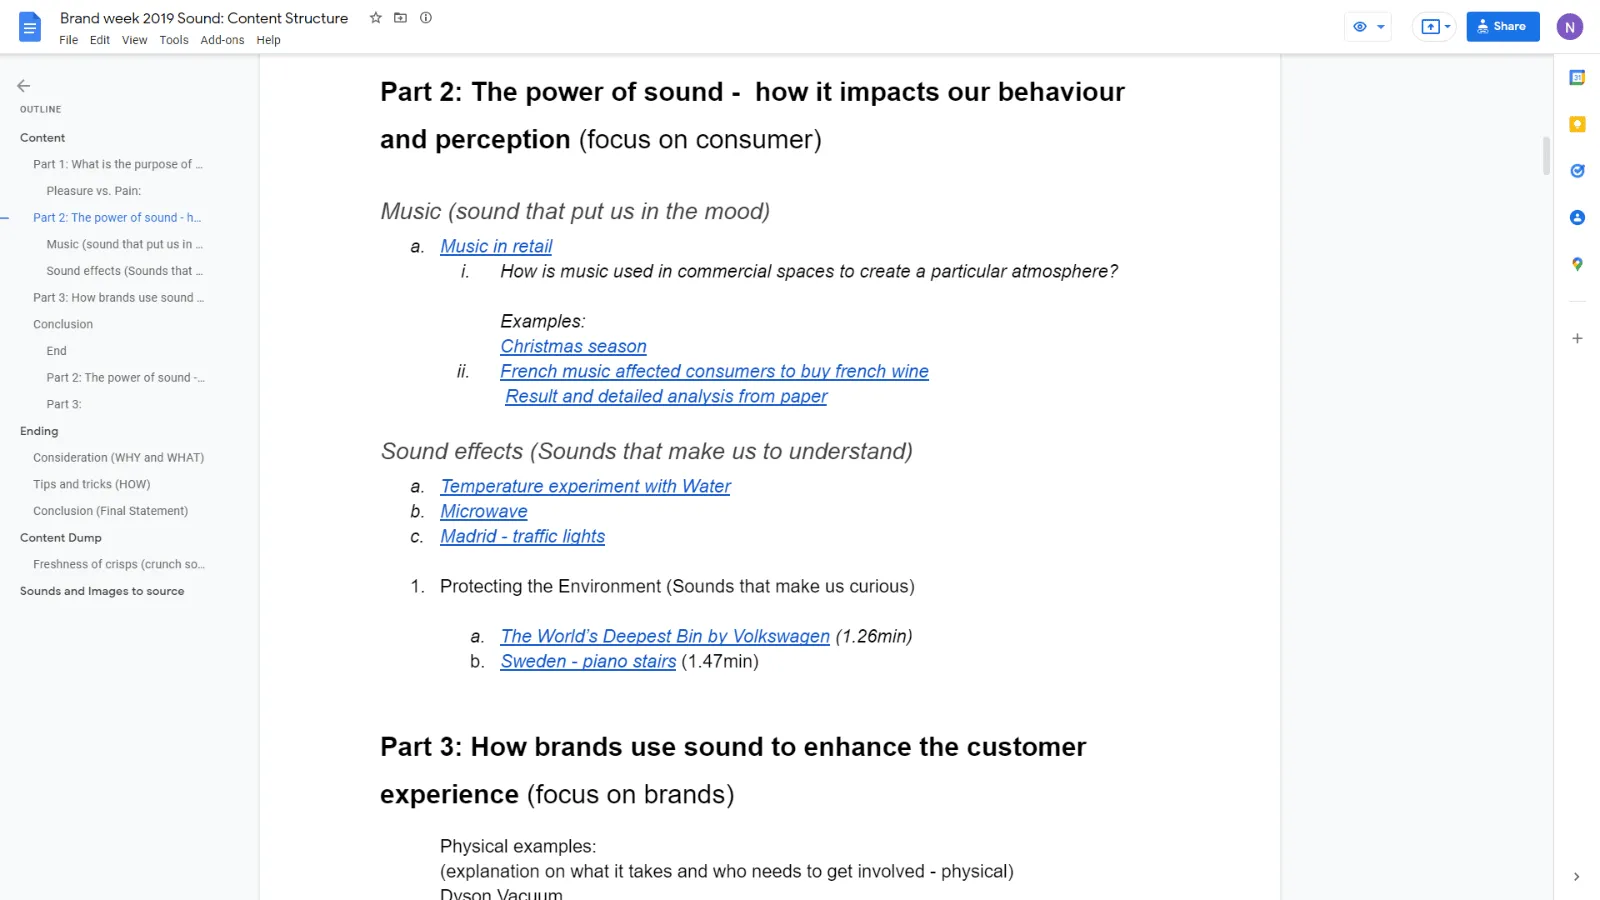 Brand week 2019 Sound: Content Structure
File Edit View Tools Add-ons Help
Share
N
OUTLINE
Content
Part 1: What is the purpose of ...
Pleasure vs. Pain:
Part 2: The power of sound - h...
Music (sound that put us in ...
Sound effects (Sounds that ...
Part 3: How brands use sound ...
Conclusion
End
Part 2: The power of sound -...
Part 3:
Ending
Consideration (WHY and WHAT)
Tips and tricks (HOW)
Conclusion (Final Statement)
Content Dump
Freshness of crisps (crunch so...
Sounds and Images to source
Part 2: The power of sound - how it impacts our behaviour
and perception (focus on consumer)
Music (sound that put us in the mood)
a. Music in retail
i. How is music used in commercial spaces to create a particular atmosphere?
Examples:
Christmas season
ii. French music affected consumers to buy french wine
Result and detailed analysis from paper
Sound effects (Sounds that make us to understand)
a. Temperature experiment with Water
b. Microwave
c. Madrid - traffic lights
1. Protecting the Environment (Sounds that make us curious)
a. The World's Deepest Bin by Volkswagen (1.26min)
b. Sweden - piano stairs (1.47min)
Part 3: How brands use sound to enhance the customer
experience (focus on brands)
Physical examples:
(explanation on what it takes and who needs to get involved - physical)
Dyson Vacuum
31